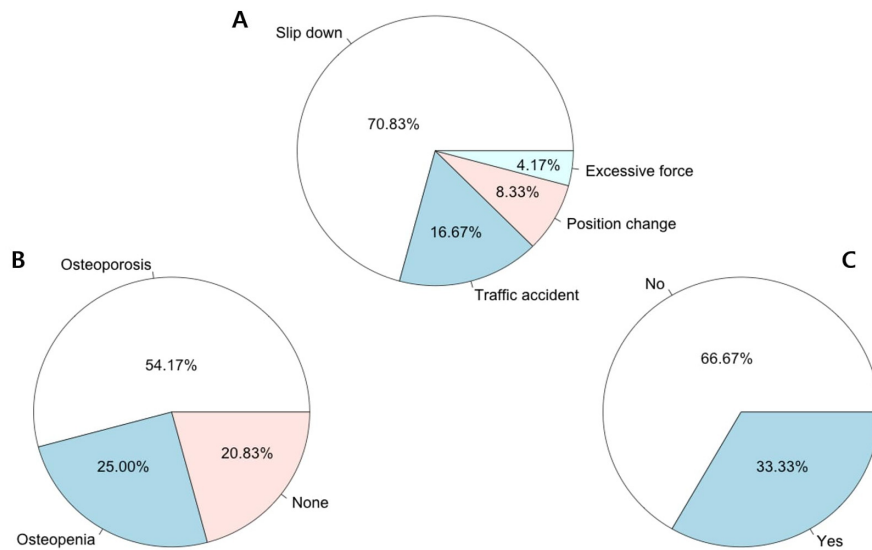 A
Slip down
70.83%
4.17%
Excessive force
8.33%
Position change
16.67%
Traffic accident
B
Osteoporosis
54.17%
25.00%
20.83%
None
Osteopenia
C
No
66.67%
33.33%
Yes